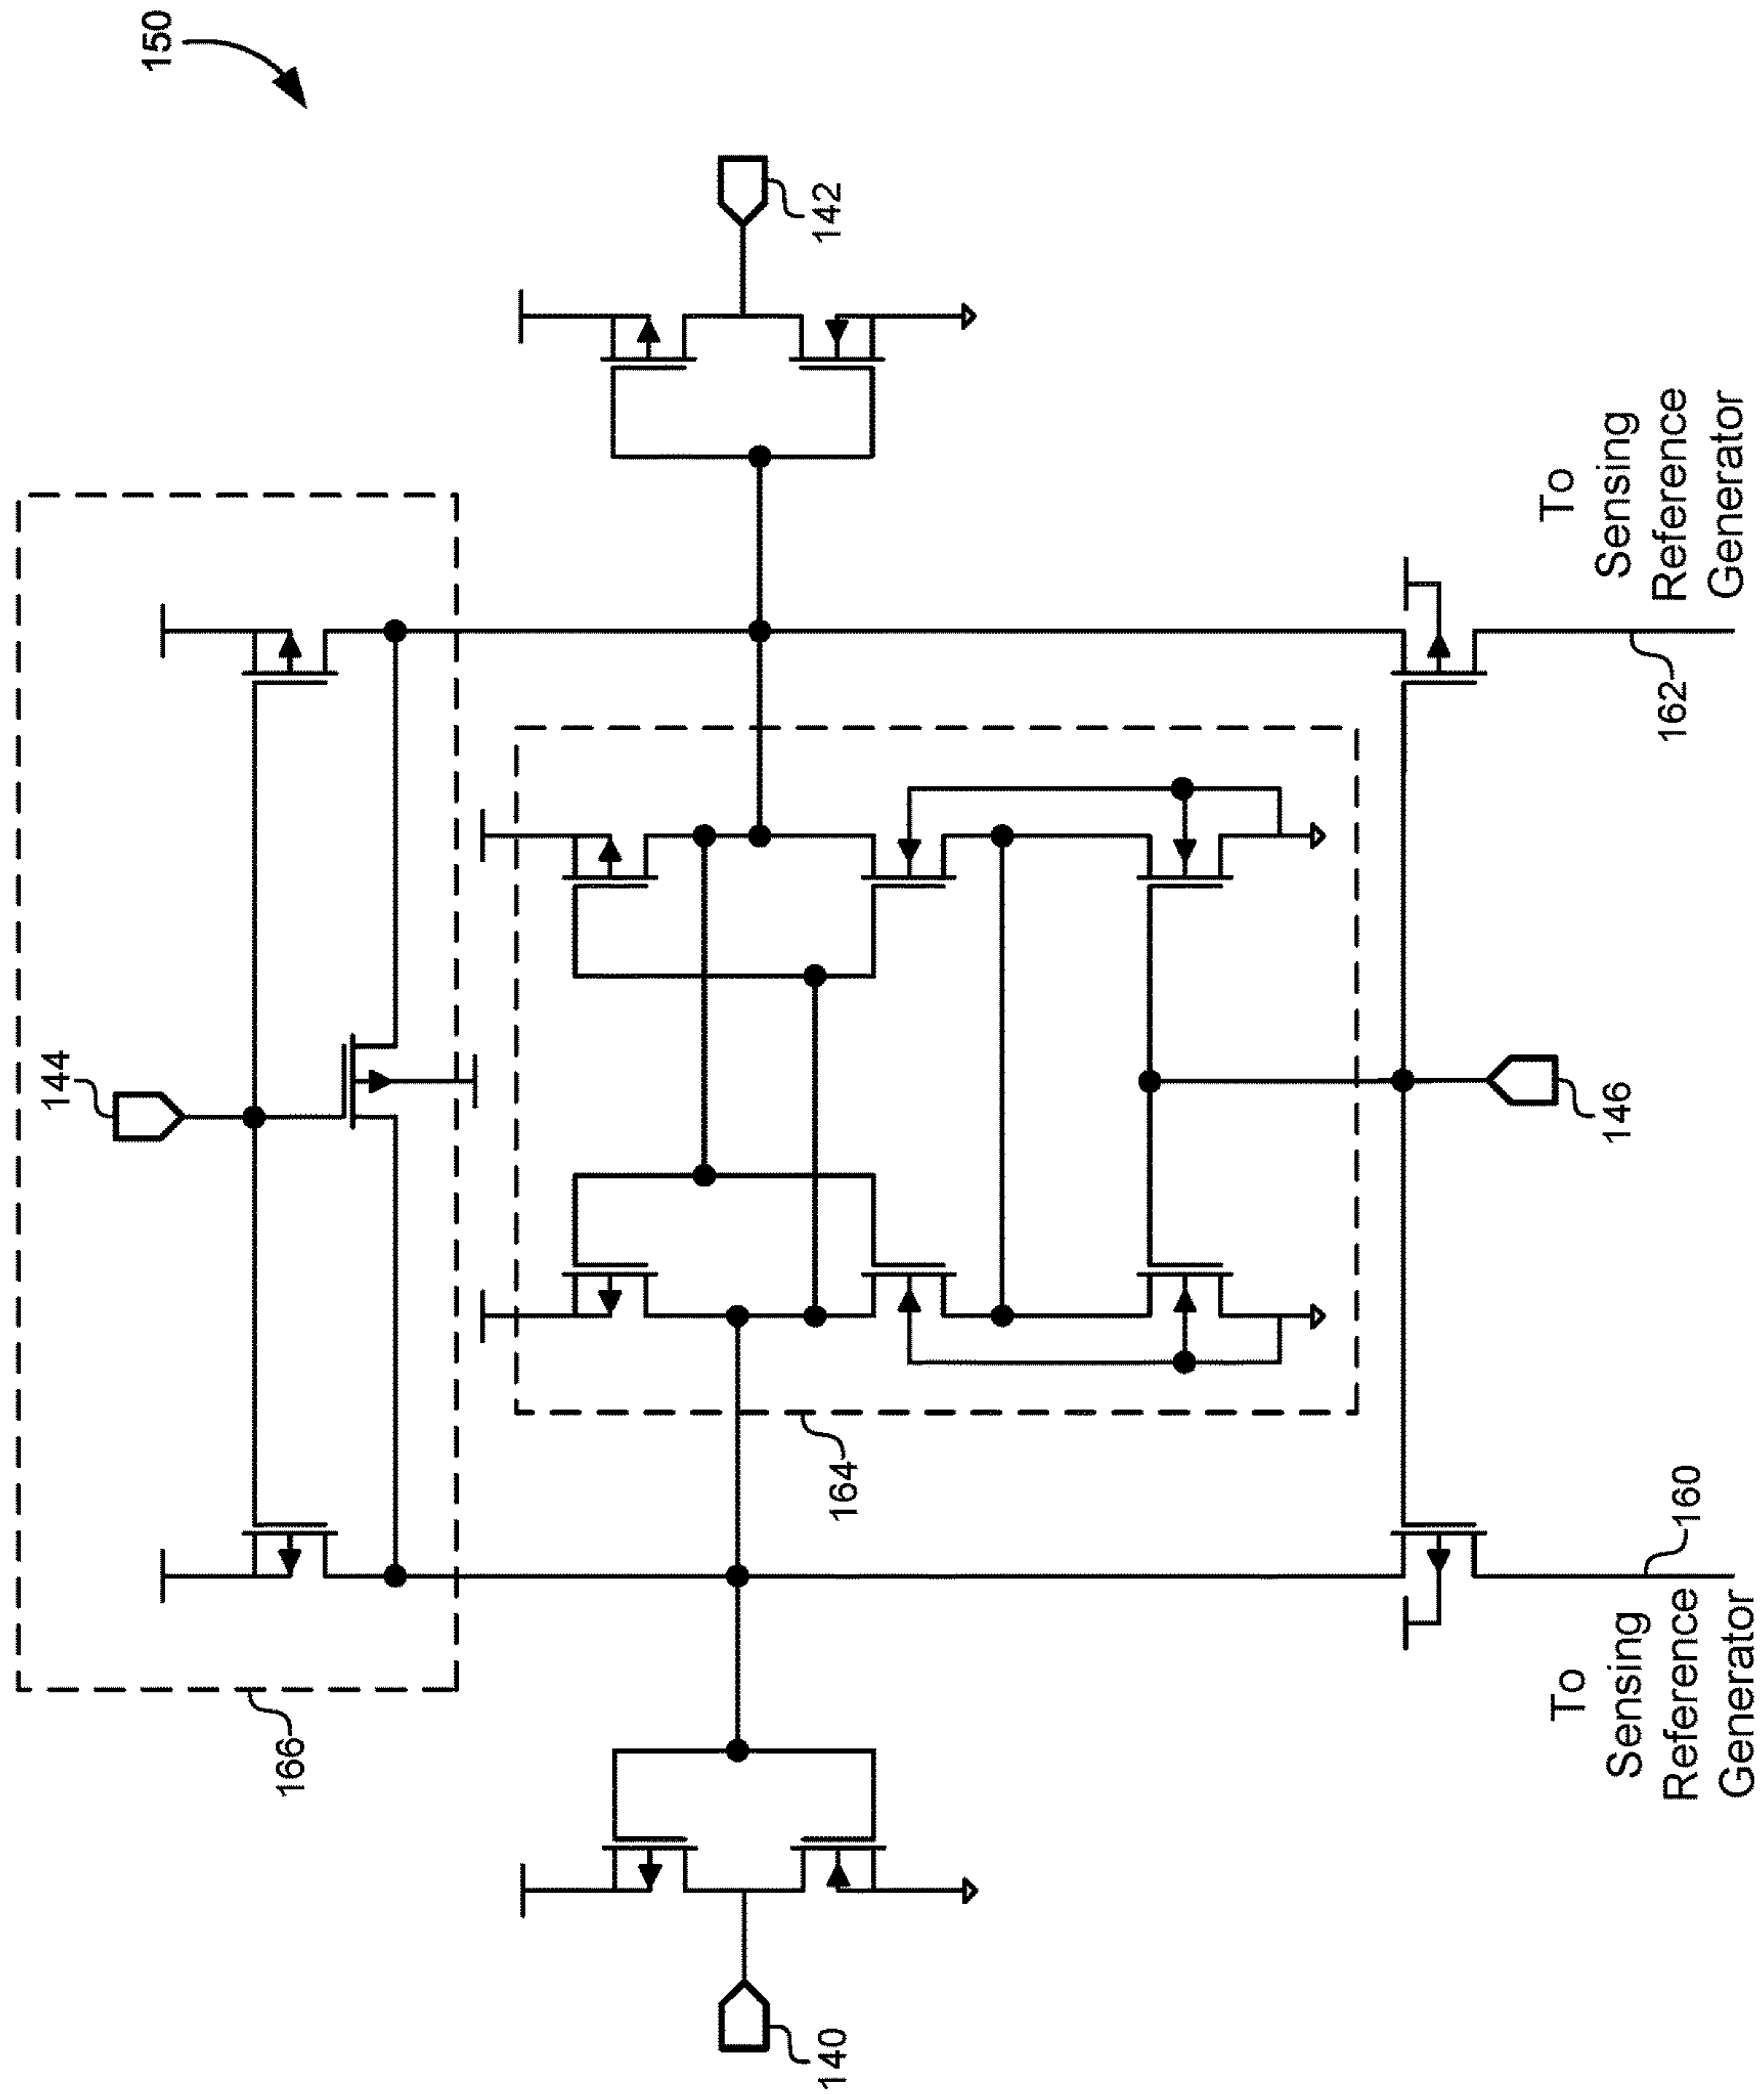 150
166
144
140
142
164
160
162
146
To
Sensing
Reference
Generator
To
Sensing
Reference
Generator